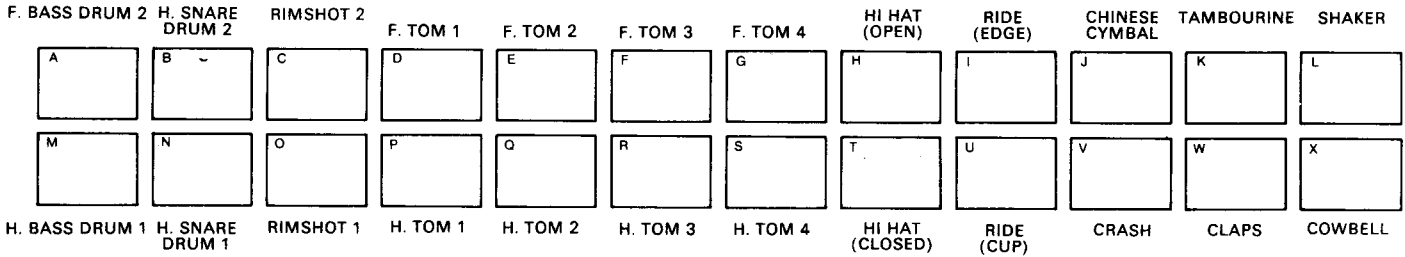 F. BASS DRUM 2 H. SNARE DRUM 2 RIMSHOT 2 F. TOM 1 F. TOM 2 F. TOM 3 F. TOM 4 HI HAT (OPEN) RIDE (EDGE) CHINESE CYMBAL TAMBOURINE SHAKER
A B C D E F G H I J K L
M N O P Q R S T U V W X
H. BASS DRUM 1 H. SNARE DRUM 1 RIMSHOT 1 H. TOM 1 H. TOM 2 H. TOM 3 H. TOM 4 HI HAT (CLOSED) RIDE (CUP) CRASH CLAPS COWBELL